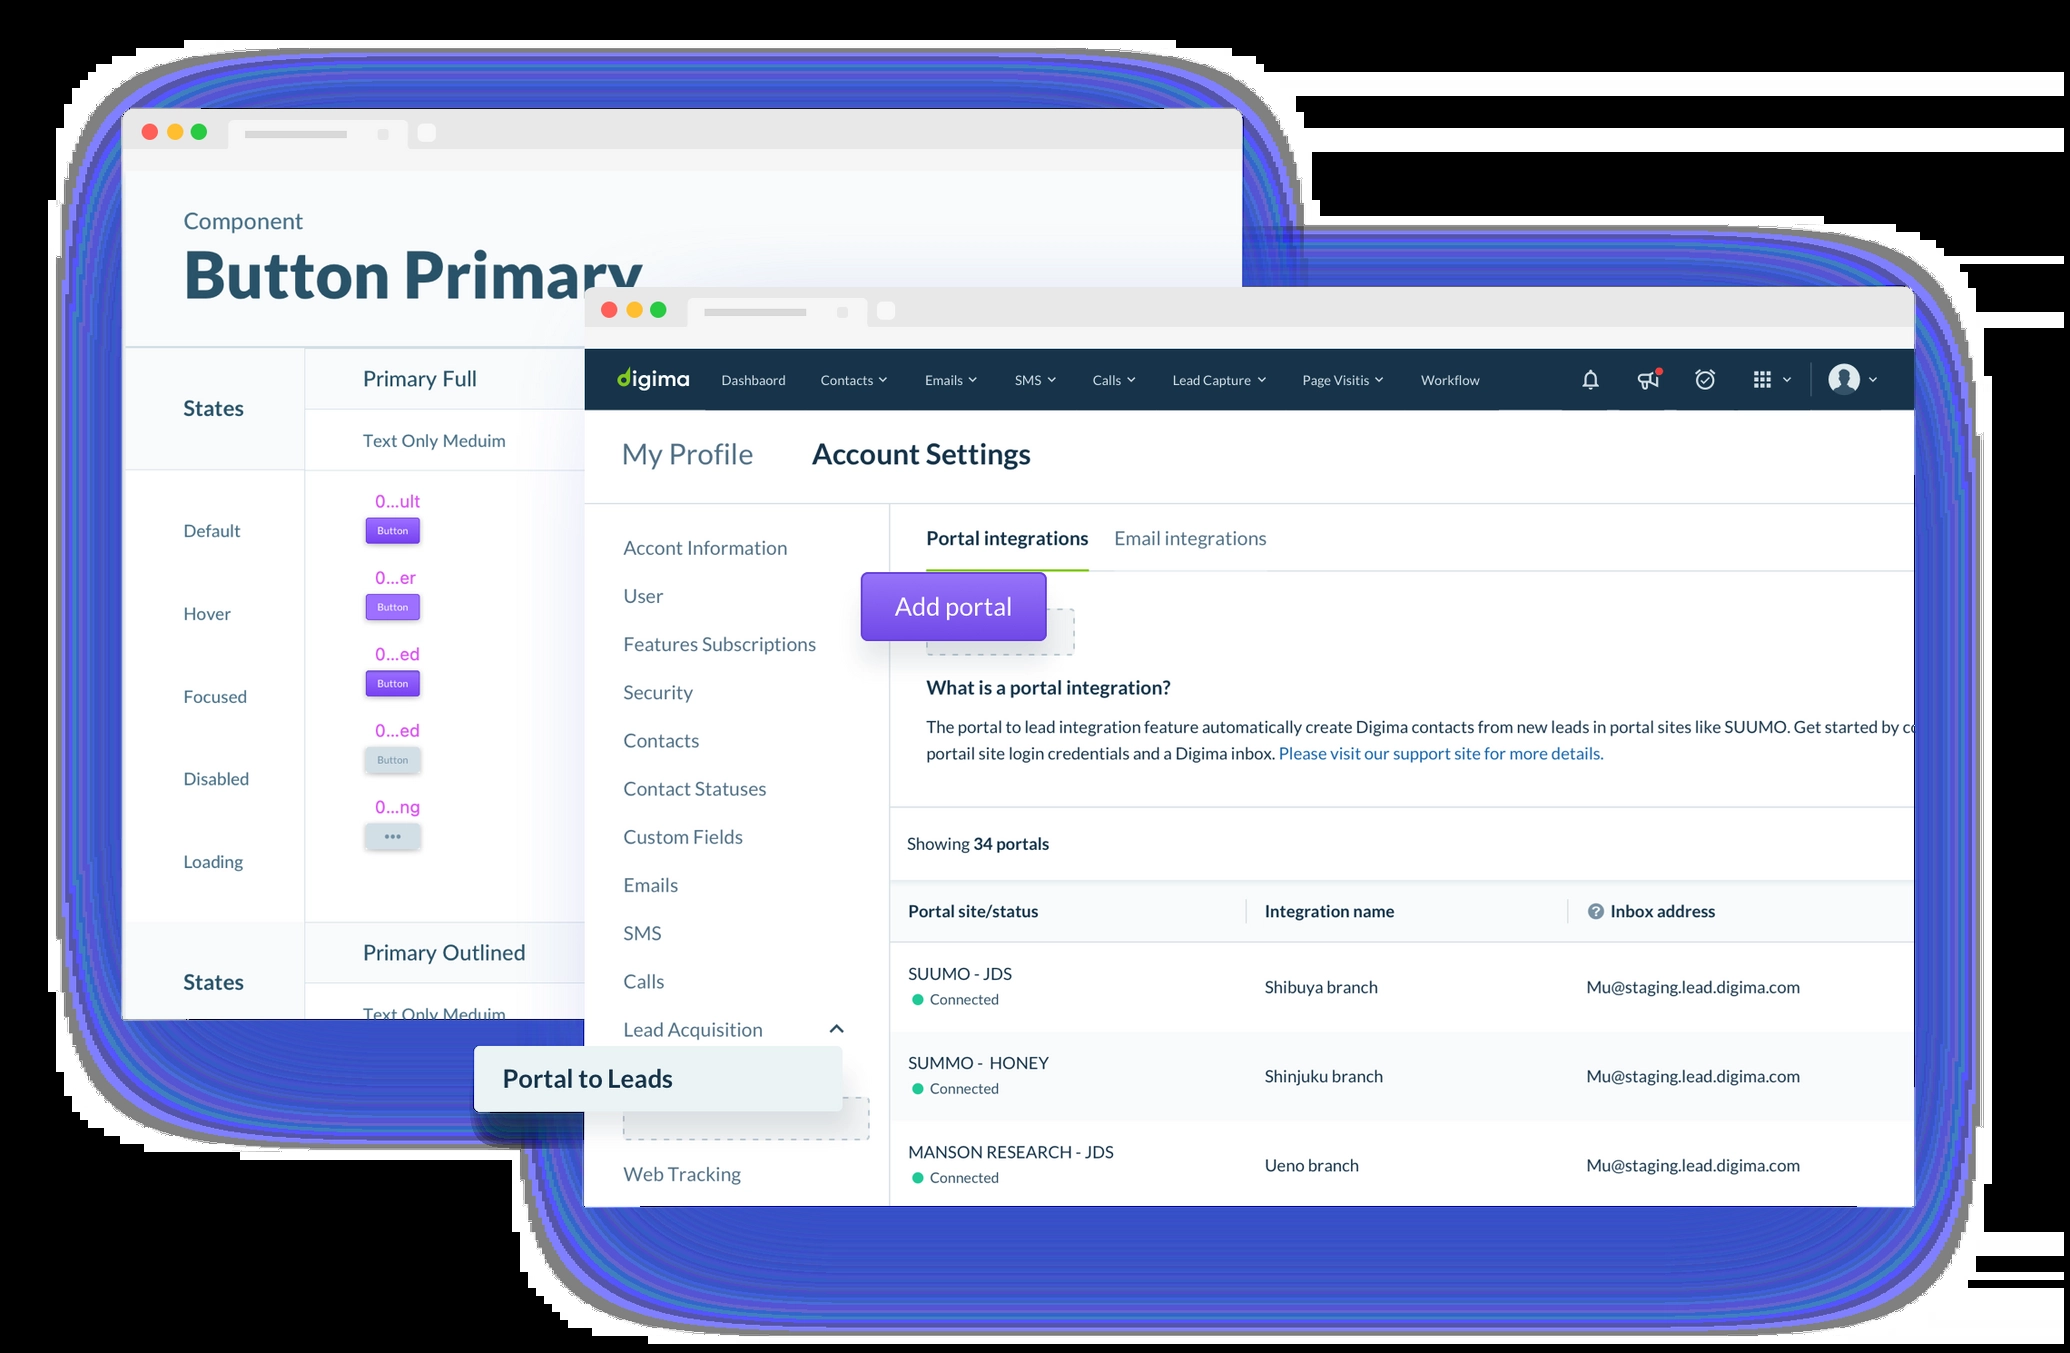 Component
Button Primary
States
Primary Full
Text Only Meduim
Default
0...ult
Button
Hover
0...er
Button
Focused
0...ed
Button
Disabled
0...ed
Button
Loading
0...ng
States
Primary Outlined
Text Only Meduim
digima
Dashbaord
Contacts
Emails
SMS
Calls
Lead Capture
Page Visitis
Workflow
My Profile
Account Settings
Accont Information
User
Features Subscriptions
Security
Contacts
Contact Statuses
Custom Fields
Emails
SMS
Calls
Lead Acquisition
Portal to Leads
Web Tracking
Portal integrations
Email integrations
Add portal
What is a portal integration?
The portal to lead integration feature automatically create Digima contacts from new leads in portal sites like SUUMO. Get started by
portail site login credentials and a Digima inbox. Please visit our support site for more details.
Showing 34 portals
Portal site/status
Integration name
? Inbox address
SUUMO - JDS
Connected
Shibuya branch
Mu@staging.lead.digima.com
SUMMO - HONEY
Connected
Shinjuku branch
Mu@staging.lead.digima.com
MANSON RESEARCH - JDS
Connected
Ueno branch
Mu@staging.lead.digima.com